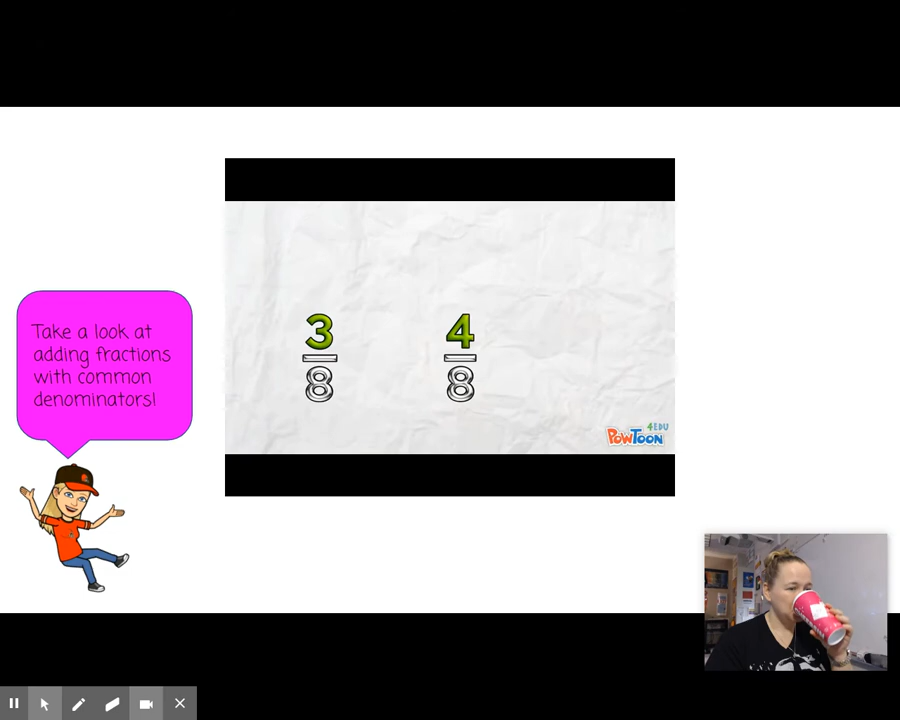 3 4
8 8
Take a look at
adding fractions
with common
denominators!
4EDU
PowToon